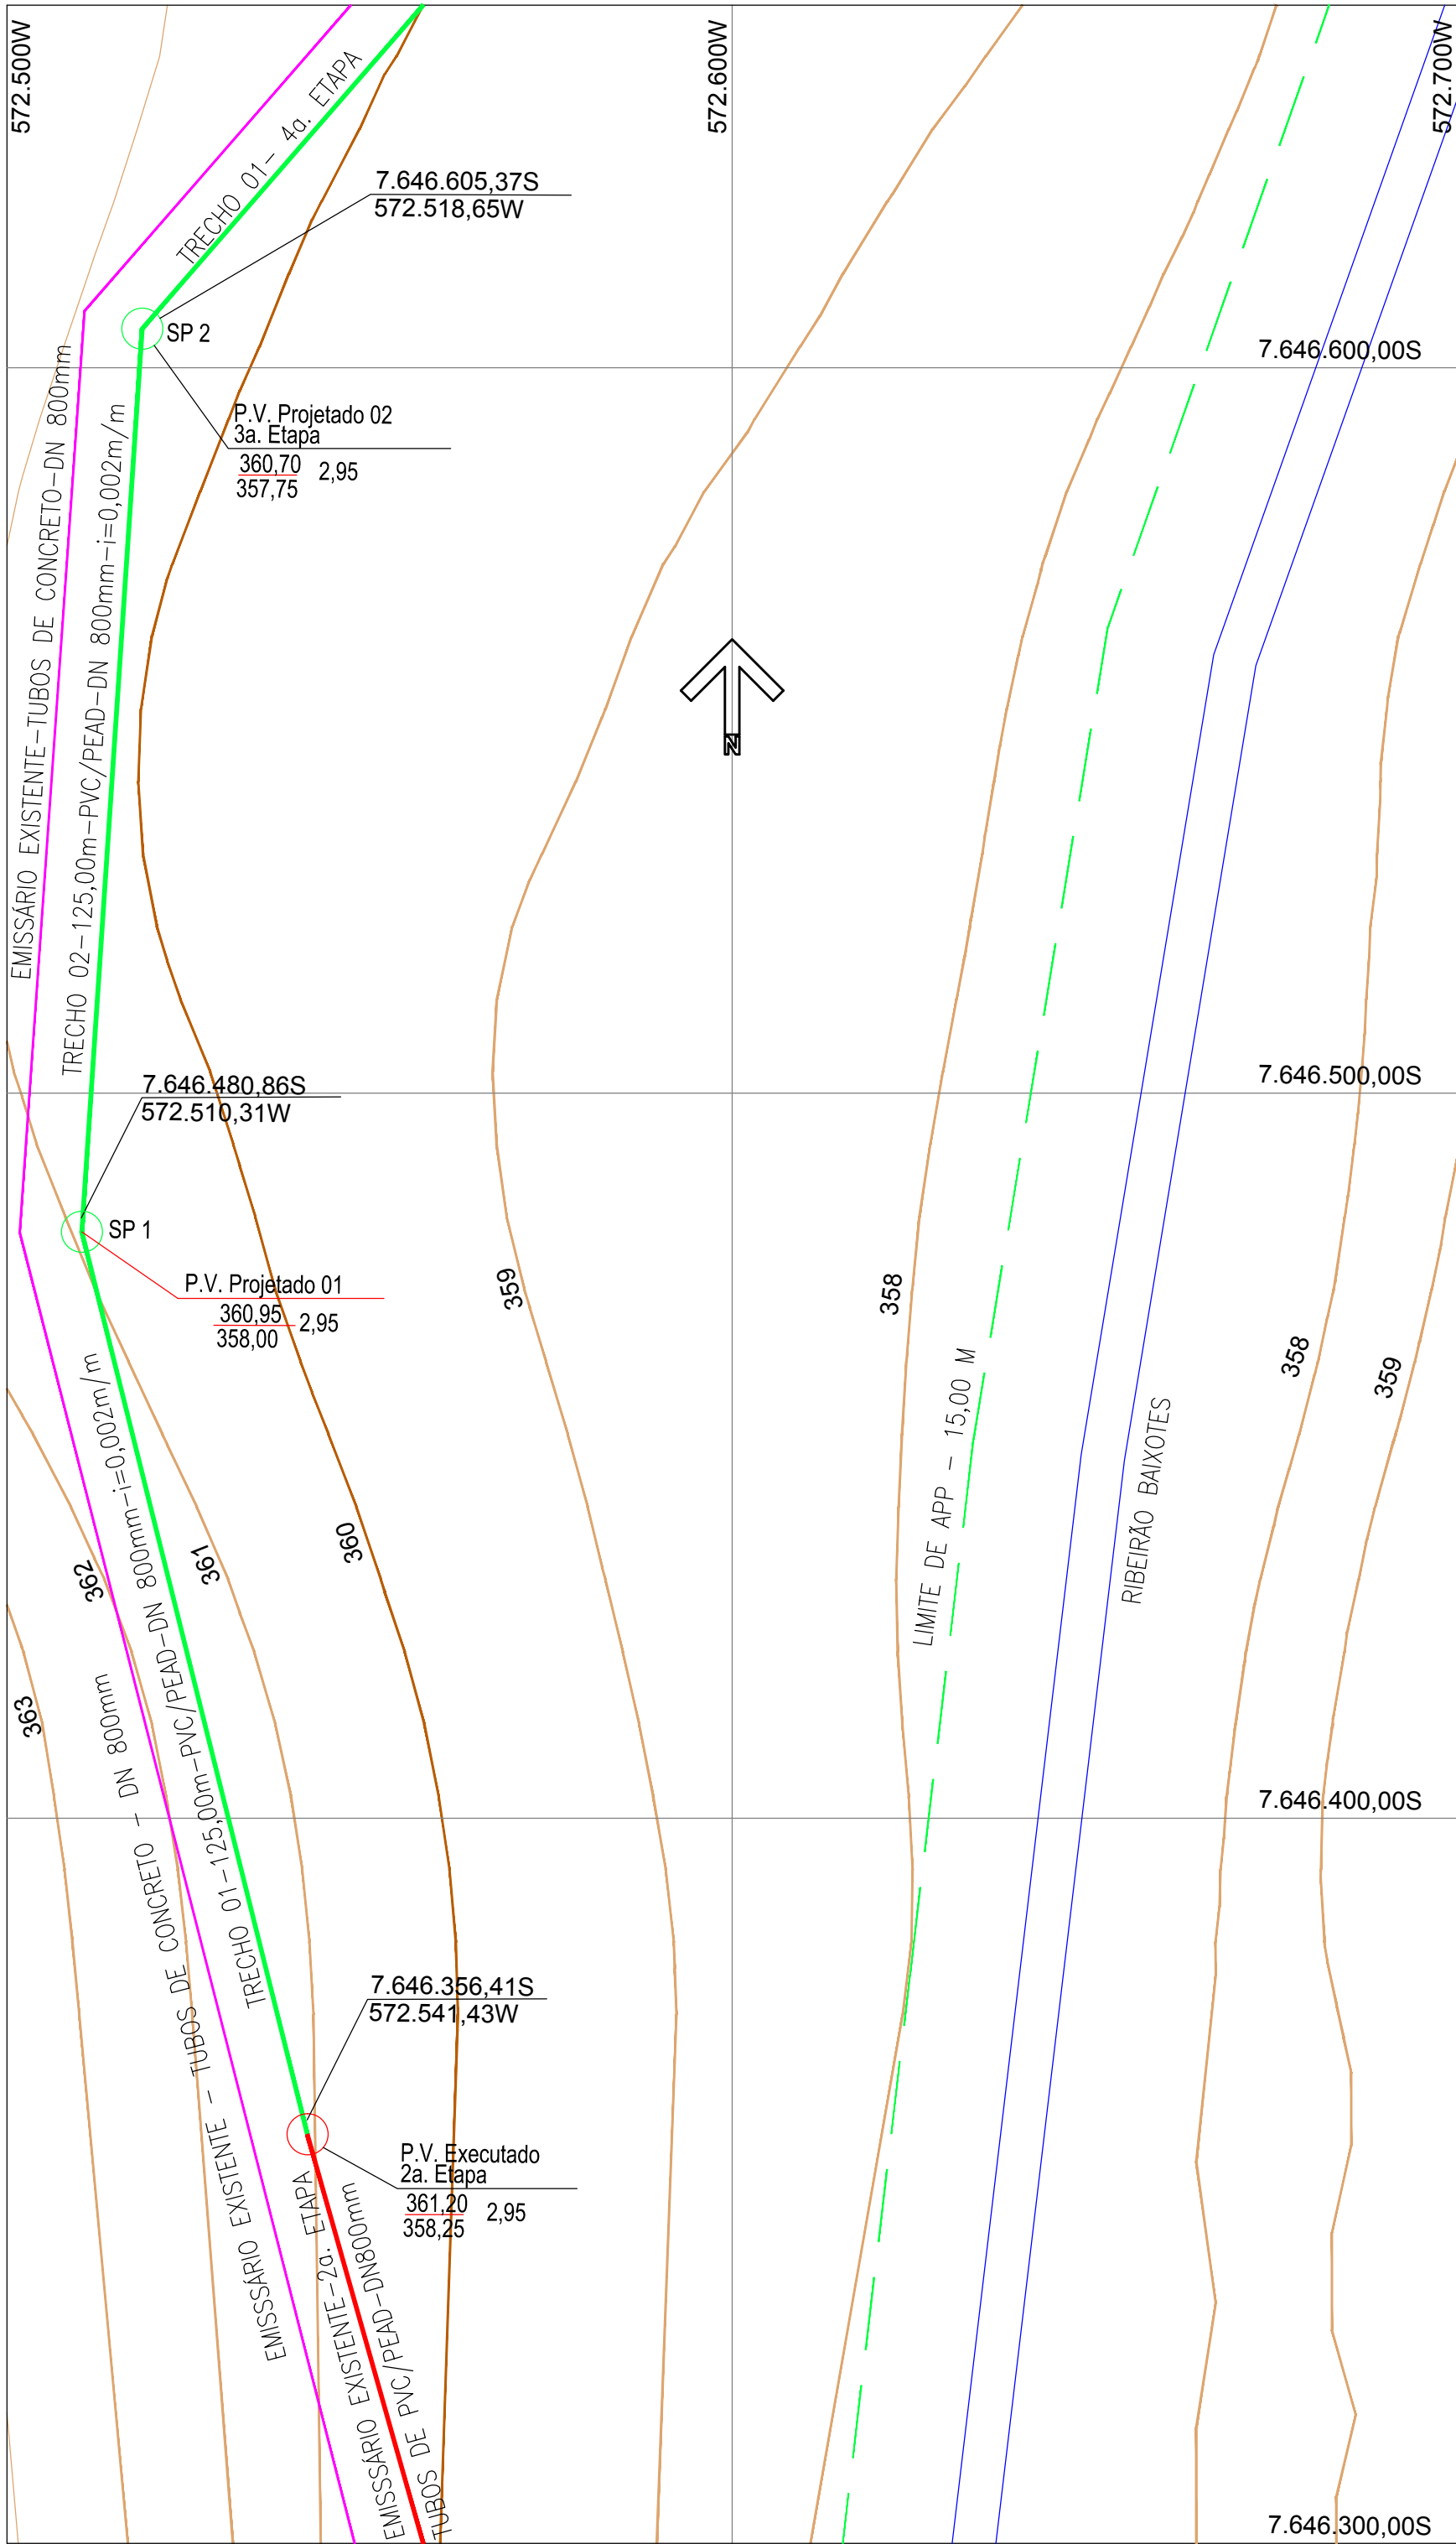 572.500W
572.600W
572.700W
TRECHO 01- 4a. ETAPA
7.646.605,37S
572.518,65W
SP 2
7.646.600,00S
P.V. Projetado 02
3a. Etapa
360,70 2,95
357,75
EMISSÁRIO EXISTENTE-TUBOS DE CONCRETO-DN 800mm
TRECHO 02-125,00m-PVC/PEAD-DN 800mm-i=0,002m/m
N
7.646.500,00S
7.646.480,86S
572.510,31W
SP 1
P.V. Projetado 01
360,95 2,95
358,00
359
358
358
359
LIMITE DE APP - 15,00 M
RIBEIRÃO BAIXOTES
360
361
362
363
TRECHO 01-125,00m-PVC/PEAD-DN 800mm-i=0,002m/m
EMISSSÁRIO EXISTENTE - TUBOS DE CONCRETO - DN 800mm
7.646.400,00S
7.646.356,41S
572.541,43W
P.V. Executado
2a. Etapa
361,20 2,95
358,25
EMISSSÁRIO EXISTENTE-2a. ETAPA
TUBOS DE PVC/PEAD-DN800mm
7.646.300,00S